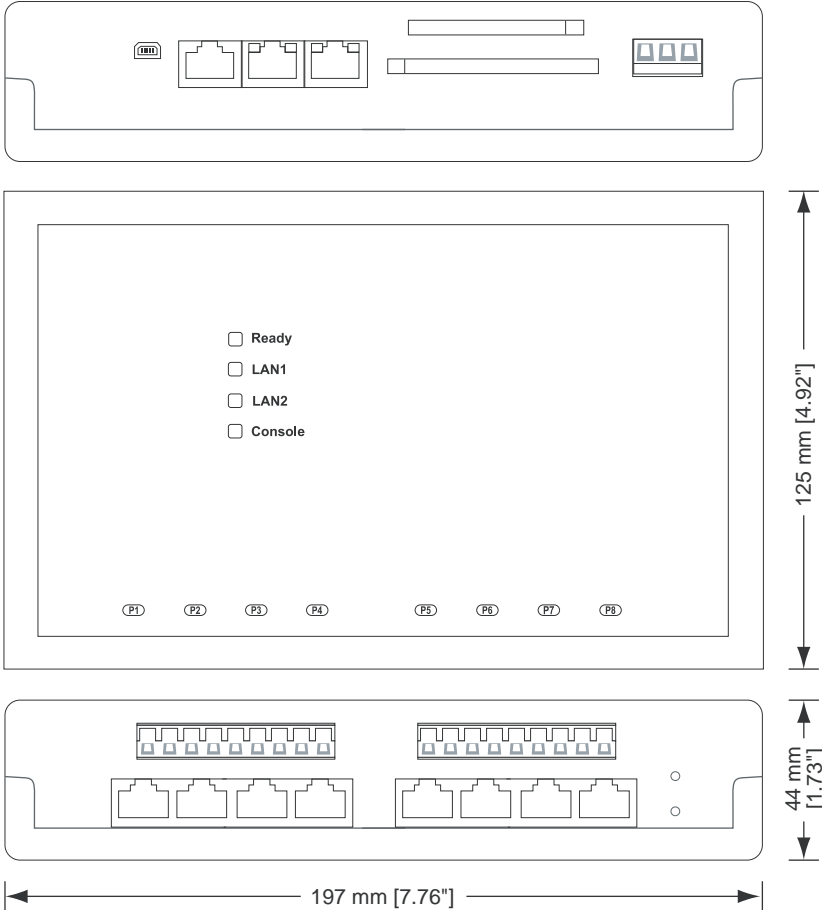 Ready
LAN1
LAN2
Console
P1 P2 P3 P4 P5 P6 P7 P8
125 mm [4.92"]
44 mm
[1.73"]
197 mm [7.76"]